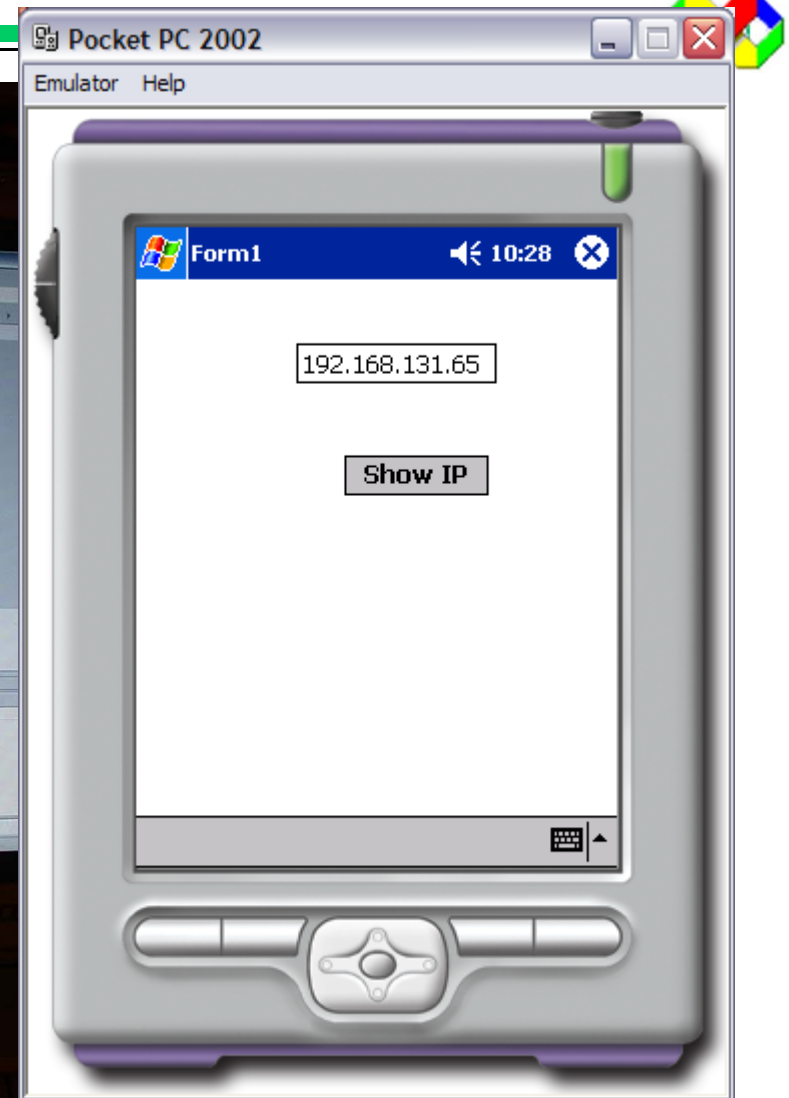 Pocket PC 2002
Emulator Help
Form1 10:28
192.168.131.65
Show IP